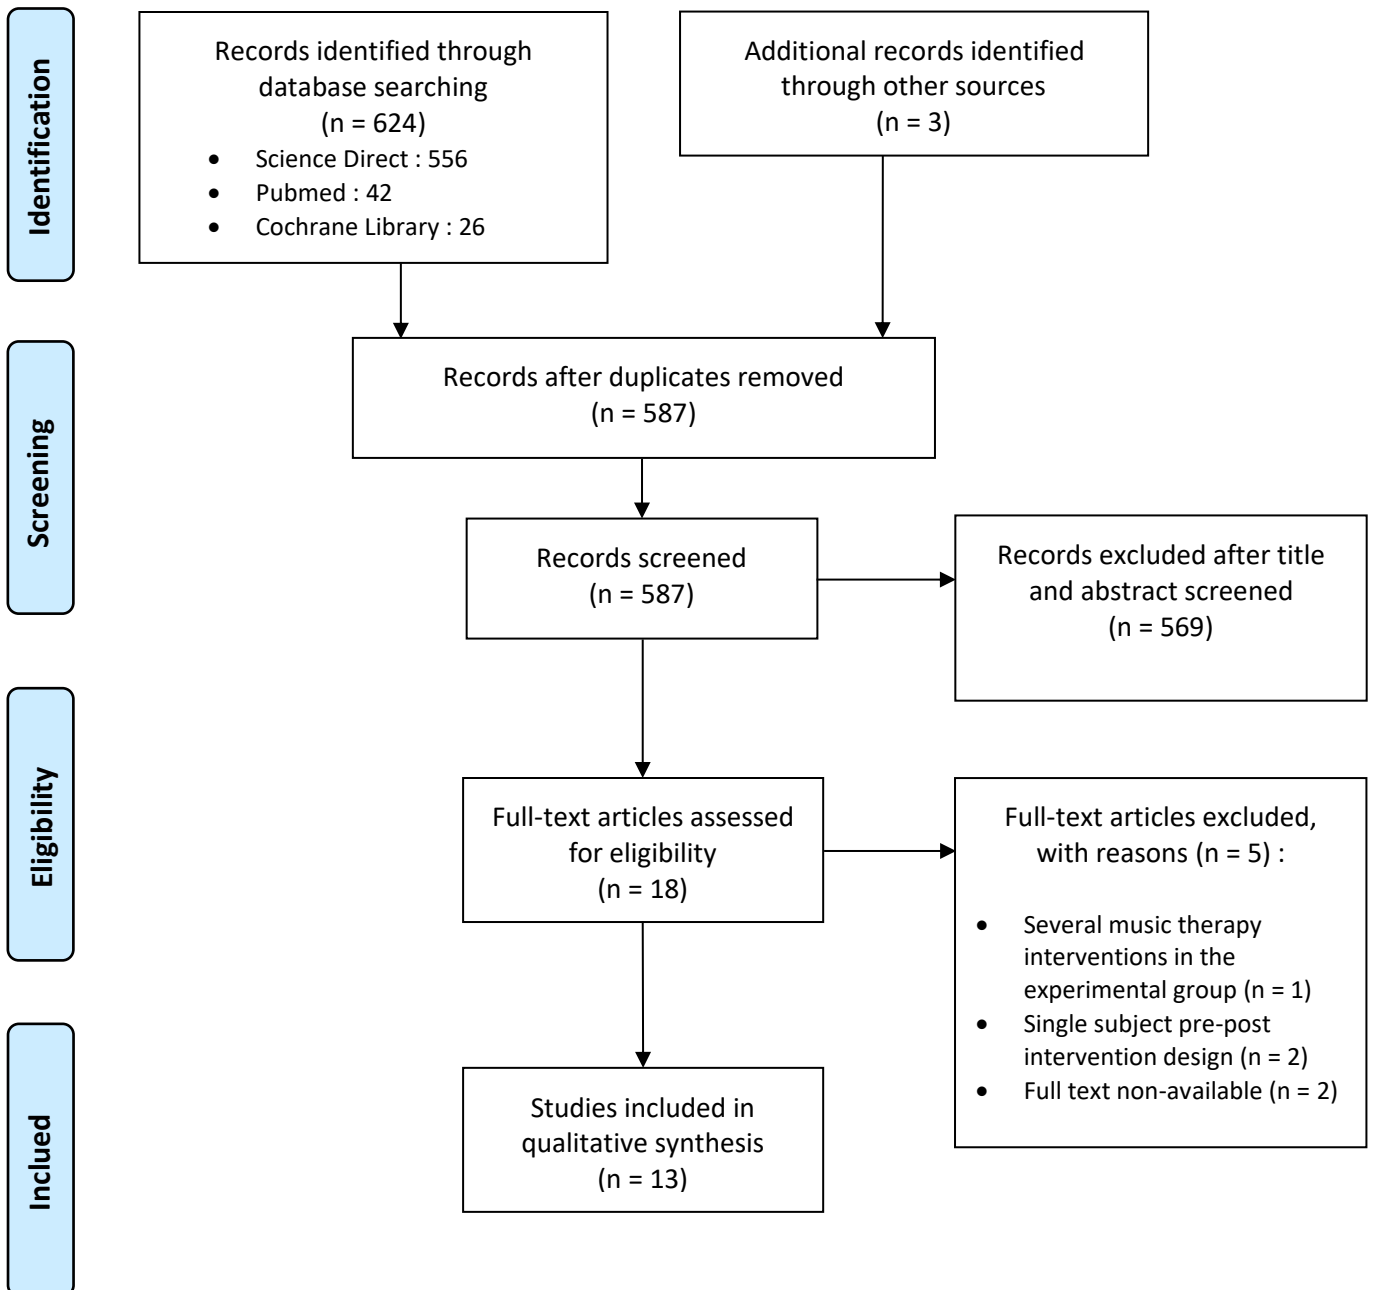 Identification
Records identified through
database searching
(n = 624)
• Science Direct : 556
• Pubmed : 42
• Cochrane Library : 26
Additional records identified
through other sources
(n = 3)
Screening
Records after duplicates removed
(n = 587)
Records screened
(n = 587)
Records excluded after title
and abstract screened
(n = 569)
Eligibility
Full-text articles assessed
for eligibility
(n = 18)
Full-text articles excluded,
with reasons (n = 5) :
• Several music therapy
interventions in the
experimental group (n = 1)
• Single subject pre-post
intervention design (n = 2)
• Full text non-available (n = 2)
Inclued
Studies included in
qualitative synthesis
(n = 13)